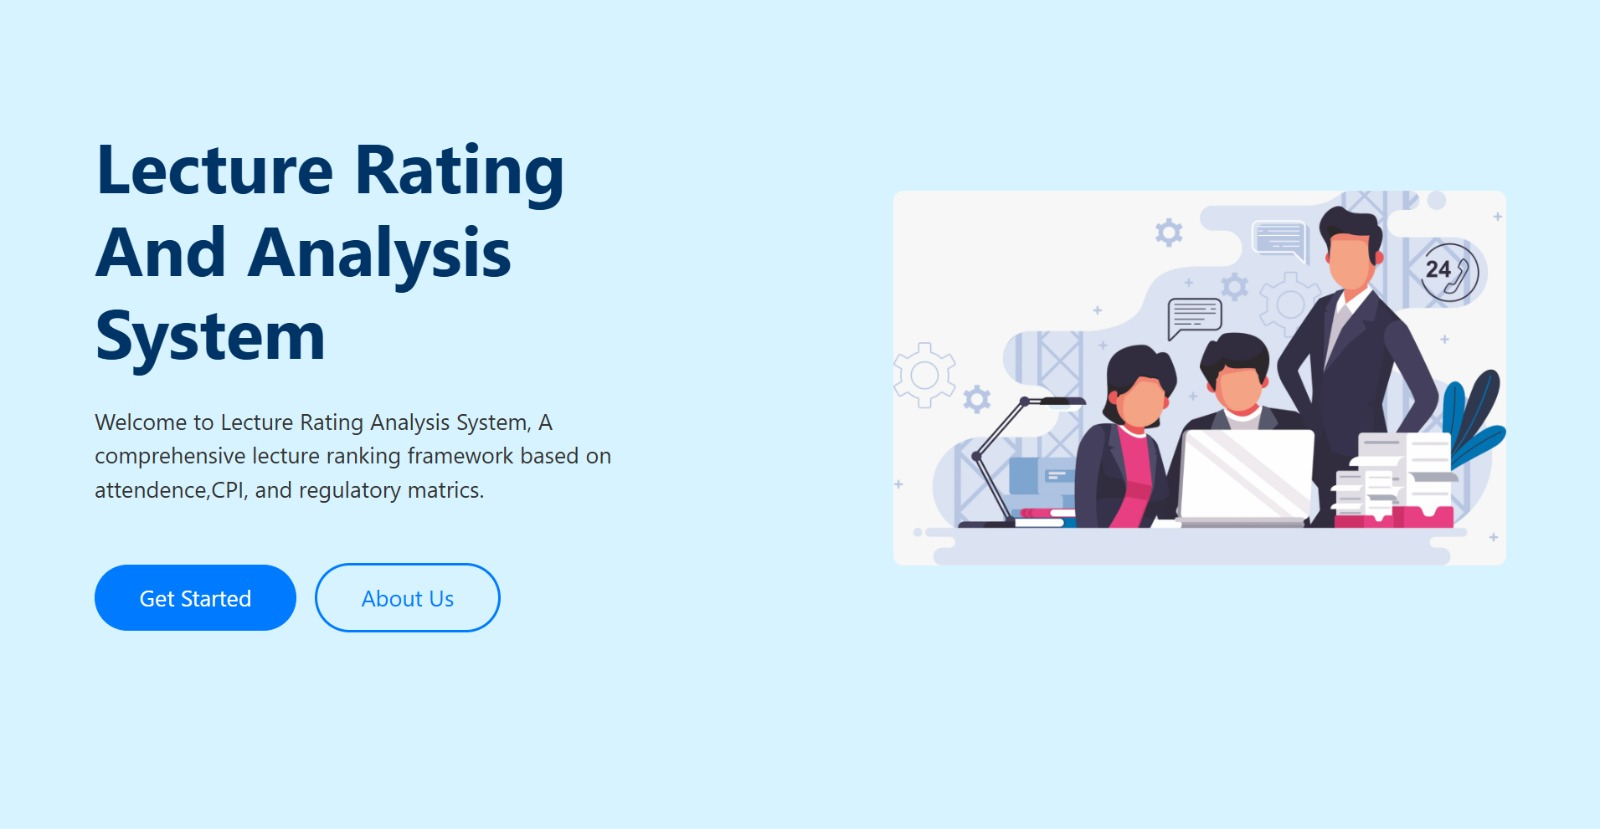 Lecture Rating
And Analysis
System
Welcome to Lecture Rating Analysis System, A
comprehensive lecture ranking framework based on
attendence,CPI, and regulatory matrics.
Get Started
About Us
24